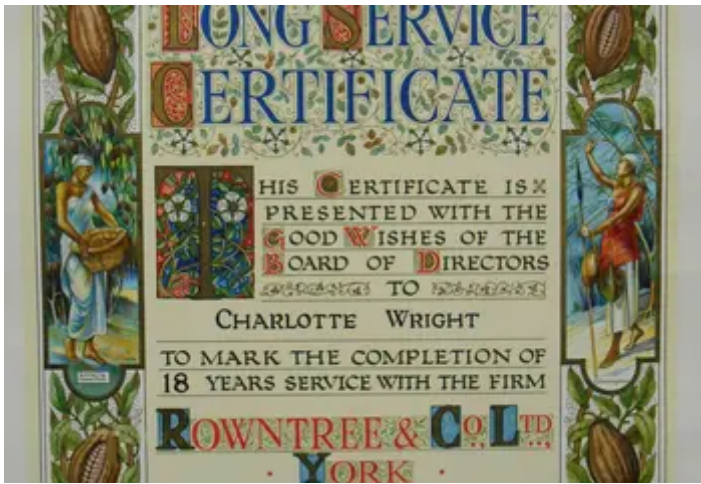 LONG SERVICE
CERTIFICATE
THIS CERTIFICATE IS
PRESENTED WITH THE
GOOD WISHES OF THE
BOARD OF DIRECTORS
TO
CHARLOTTE WRIGHT
TO MARK THE COMPLETION OF
18 YEARS SERVICE WITH THE FIRM
ROWNTREE & CO. LTD
· YORK ·